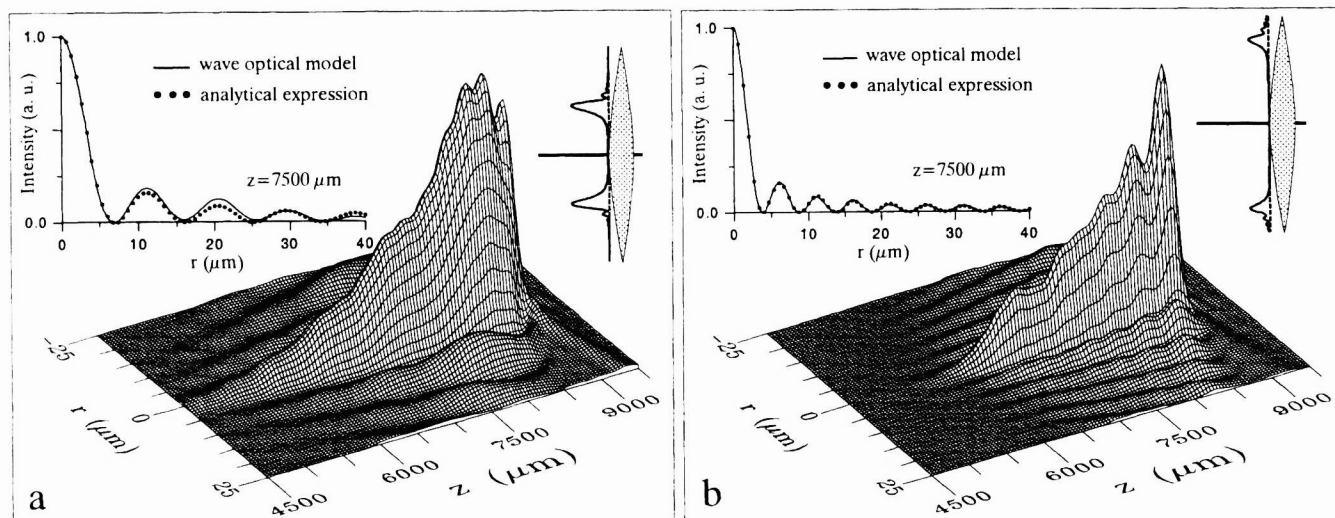 1.0
Intensity (a. u.)
0.0
wave optical model
analytical expression
z=7500 μm
0 10 20 30 40
r (μm)
-25
0
25
r (μm)
4500
6000
7500
9000
z (μm)
a
1.0
Intensity (a. u.)
0.0
wave optical model
analytical expression
z=7500 μm
0 10 20 30 40
r (μm)
-25
0
25
r (μm)
4500
6000
7500
9000
z (μm)
b